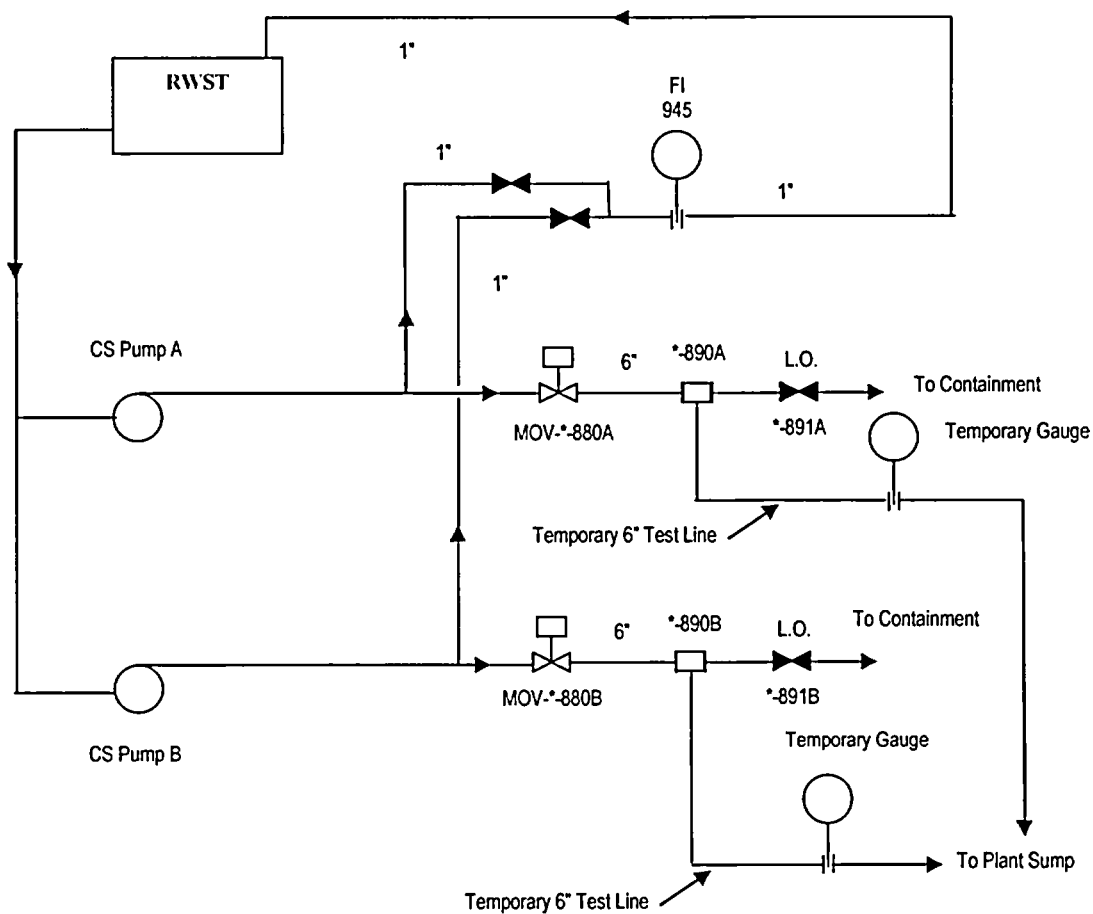 1"
RWST
FI
945
1"
1"
1"
CS Pump A
6"
*-890A
L.O.
To Containment
MOV-*-880A
*-891A
Temporary Gauge
Temporary 6" Test Line
6"
*-890B
L.O.
To Containment
MOV-*-880B
*-891B
CS Pump B
Temporary Gauge
To Plant Sump
Temporary 6" Test Line